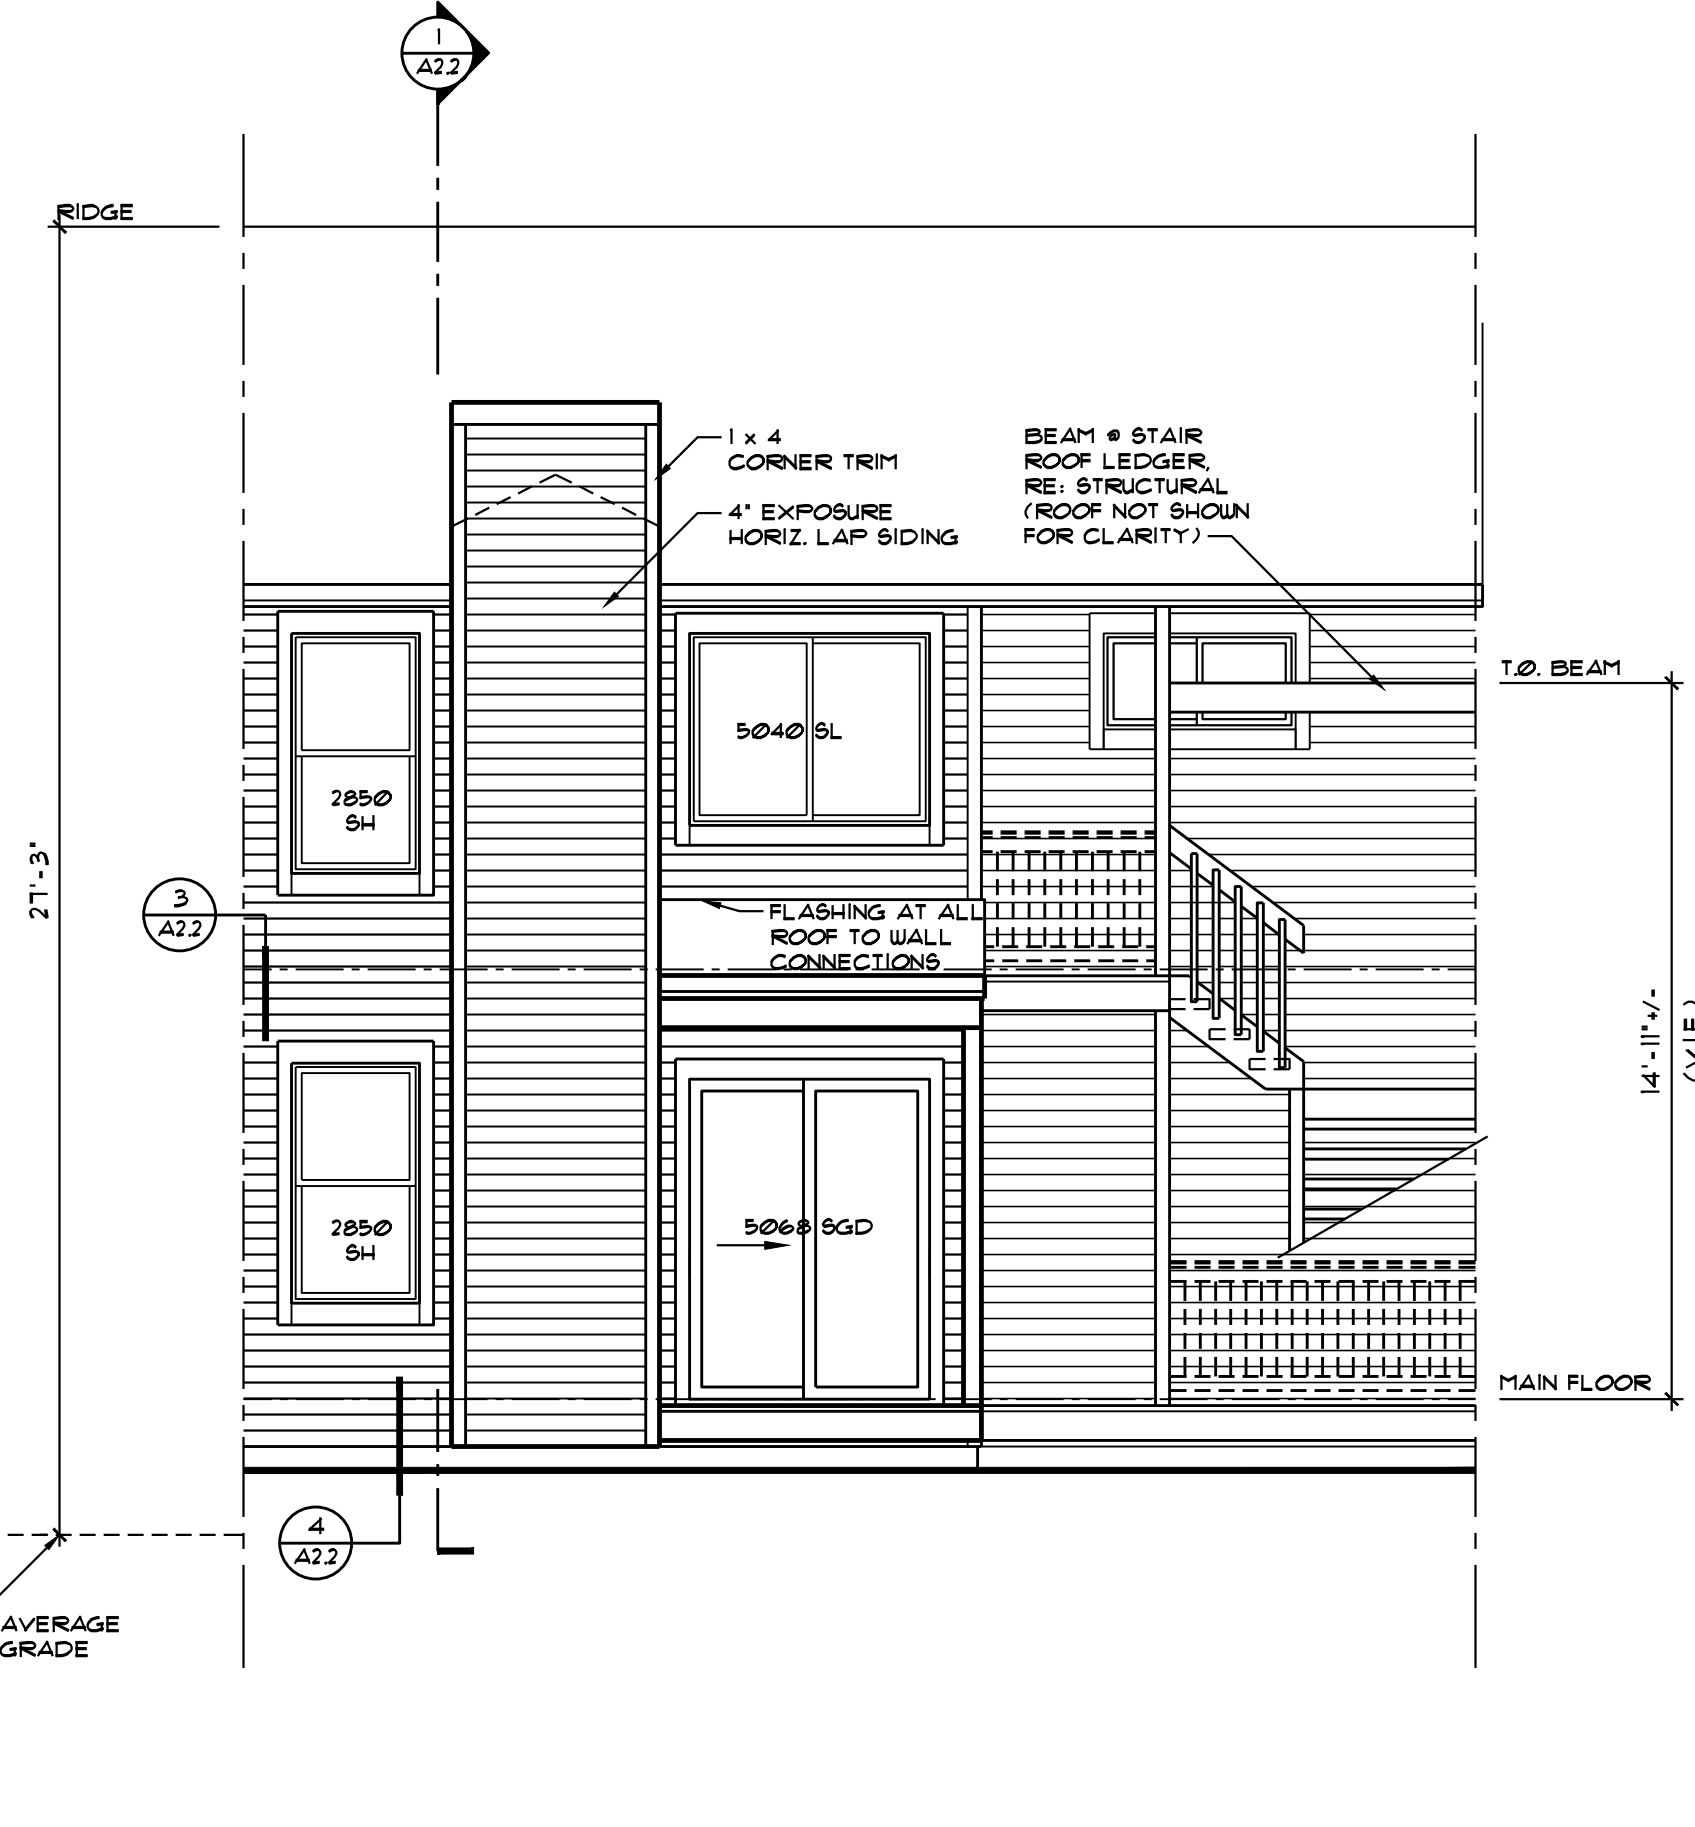 1
A2.2
RIDGE
1 x 4
CORNER TRIM
4" EXPOSURE
HORIZ. LAP SIDING
BEAM @ STAIR
ROOF LEDGER,
RE: STRUCTURAL
(ROOF NOT SHOWN
FOR CLARITY)
T.O. BEAM
5040 SL
2850
SH
27'-3"
3
A2.2
FLASHING AT ALL
ROOF TO WALL
CONNECTIONS
14'-11"+/-
2850
SH
5068 SGD
MAIN FLOOR
4
A2.2
AVERAGE
GRADE